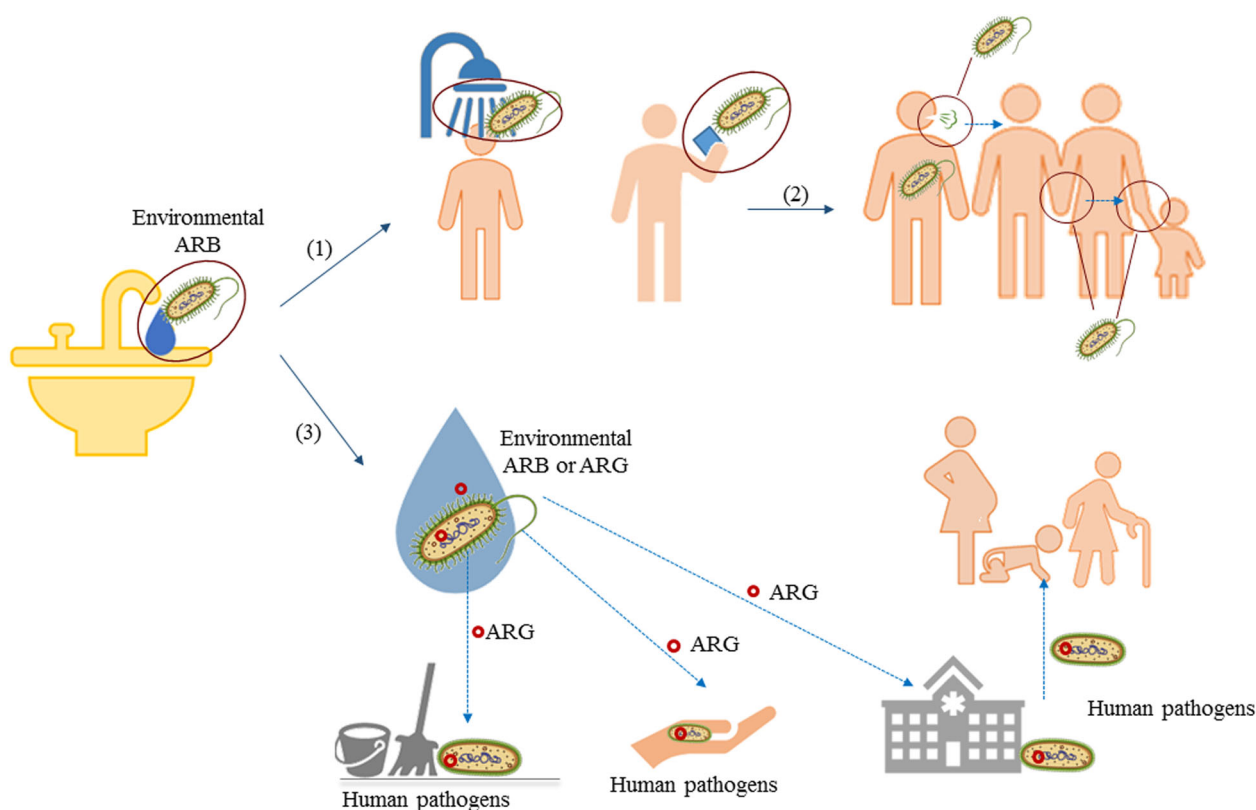 Environmental
ARB
(1)
(2)
(3)
Environmental
ARB or ARG
ARG
ARG
ARG
Human pathogens
Human pathogens
Human pathogens